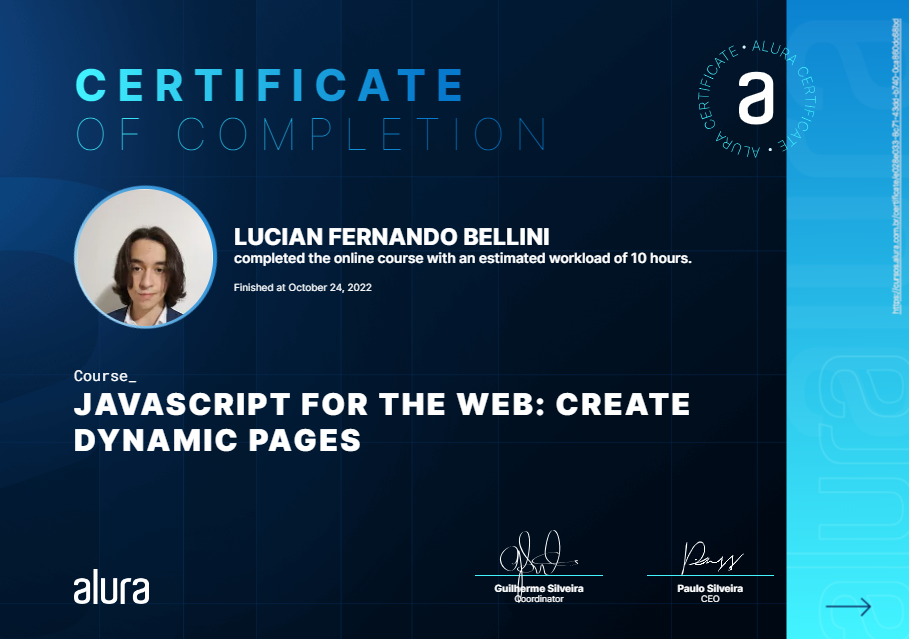 CERTIFICATE
OF COMPLETION
ALURA CERTIFICATE • ALURA CERTIFICATE •
a
LUCIAN FERNANDO BELLINI
completed the online course with an estimated workload of 10 hours.
Finished at October 24, 2022
Course_
JAVASCRIPT FOR THE WEB: CREATE
DYNAMIC PAGES
alura
Guilherme Silveira
Coordinator
Paulo Silveira
CEO
alura